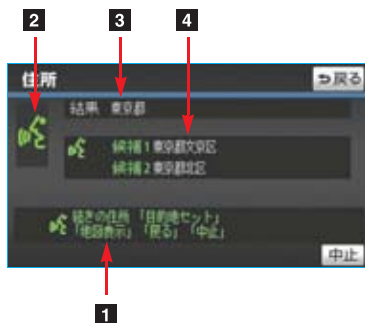 2
3
4
住所
戻る
結果 東京都
候補1 東京都文京区
候補2 東京都北区
続きの住所 「目的地セット」
「地図表示」 「戻る」 「中止」
中止
1